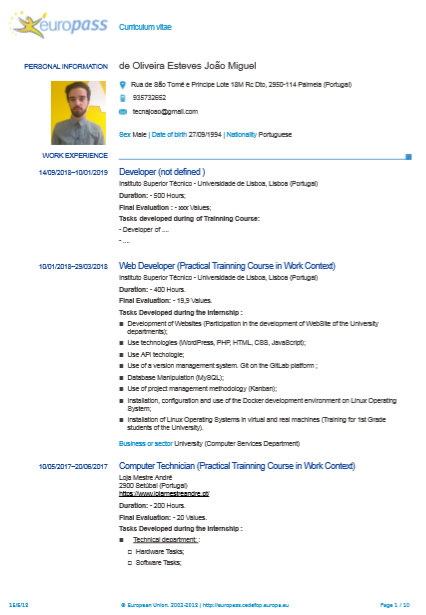 europass
Curriculum vitae
PERSONAL INFORMATION
de Oliveira Esteves João Miguel
Rua de São Tomé e Príncipe Lote 18M Rc Dto, 2950-114 Palmela (Portugal)
935732652
tecnajoao@gmail.com
Sex Male | Date of birth 27/09/1994 | Nationality Portuguese
WORK EXPERIENCE
14/09/2018–10/01/2019
Developer (not defined )
Instituto Superior Técnico - Universidade de Lisboa, Lisboa (Portugal)
Duration: - 500 Hours;
Final Evaluation : - xxx Values;
Tasks developed during of Trainning Course:
- Developer of ....
- ....
10/01/2018–29/03/2018
Web Developer (Practical Trainning Course in Work Context)
Instituto Superior Técnico - Universidade de Lisboa, Lisboa (Portugal)
Duration: - 400 Hours.
Final Evaluation: - 19,9 Values.
Tasks Developed during the Internship :
Development of Websites (Participation in the development of WebSite of the University
departments);
Use technologies (WordPress, PHP, HTML, CSS, JavaScript);
Use API techologie;
Use of a version management system. Git on the GitLab platform ;
Database Manipulation (MySQL);
Use of project management methodology (Kanban);
Installation, configuration and use of the Docker development environment on Linux Operating
System;
Installation of Linux Operating Systems in virtual and real machines (Training for 1st Grade
students of the University).
Business or sector University (Computer Services Department)
10/05/2017–20/06/2017
Computer Technician (Practical Trainning Course in Work Context)
Loja Mestre André
2900 Setúbal (Portugal)
https://www.lojamestreandre.pt/
Duration: - 200 Hours.
Final Evaluation: - 20 Values.
Tasks Developed during the Internship :
Technical department: :
Hardware Tasks;
Software Tasks;
© European Union, 2002-2018 | http://europass.cedefop.europa.eu
Page 1 / 10